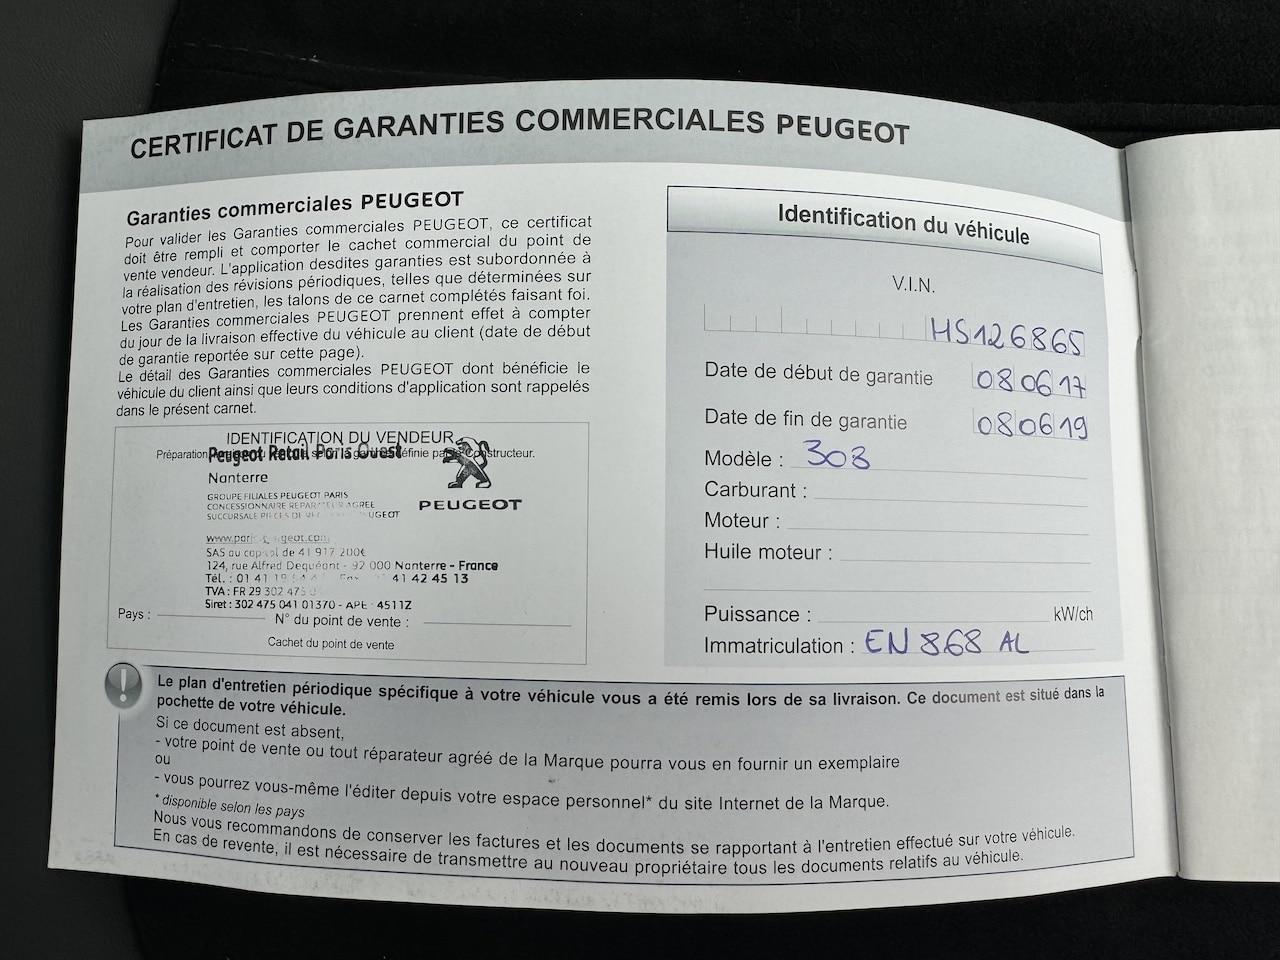 CERTIFICAT DE GARANTIES COMMERCIALES PEUGEOT
Garanties commerciales PEUGEOT
Pour valider les Garanties commerciales PEUGEOT, ce certificat
doit être rempli et comporter le cachet commercial du point de
vente vendeur. L'application desdites garanties est subordonnée à
la réalisation des révisions périodiques, telles que déterminées sur
votre plan d'entretien, les talons de ce carnet complétés faisant foi.
Les Garanties commerciales PEUGEOT prennent effet à compter
du jour de la livraison effective du véhicule au client (date de début
de garantie reportée sur cette page).
Le détail des Garanties commerciales PEUGEOT dont bénéficie le
véhicule du client ainsi que leurs conditions d'application sont rappelés
dans le présent carnet.
IDENTIFICATION DU VENDEUR
Préparation
Constructeur.
Peugeot Retail Paris Ouest
Nanterre
GROUPE FILIALES PEUGEOT PARIS
CONCESSIONNAIRE AGREE
SUCCURSALE
PEUGEOT
SAS au capital de 41 917 200€
124, rue Alfred Dequéant - 92 000 Nanterre - France
Tél. : 01 41 41 42 45 13
TVA : FR 29 302 475
Siret : 302 475 041 01370 - APE 4511Z
Pays :
N° du point de vente :
Cachet du point de vente
Identification du véhicule
V.I.N.
HS126865
Date de début de garantie 080617
Date de fin de garantie 080619
Modèle : 308
Carburant :
Moteur :
Huile moteur :
Puissance : kW/ch
Immatriculation : EN 868 AL
!
Le plan d'entretien périodique spécifique à votre véhicule vous a été remis lors de sa livraison. Ce document est situé dans la
pochette de votre véhicule.
Si ce document est absent,
- votre point de vente ou tout réparateur agréé de la Marque pourra vous en fournir un exemplaire
ou
- vous pourrez vous-même l'éditer depuis votre espace personnel* du site Internet de la Marque.
* disponible selon les pays
Nous vous recommandons de conserver les factures et les documents se rapportant à l'entretien effectué sur votre véhicule.
En cas de revente, il est nécessaire de transmettre au nouveau propriétaire tous les documents relatifs au véhicule.